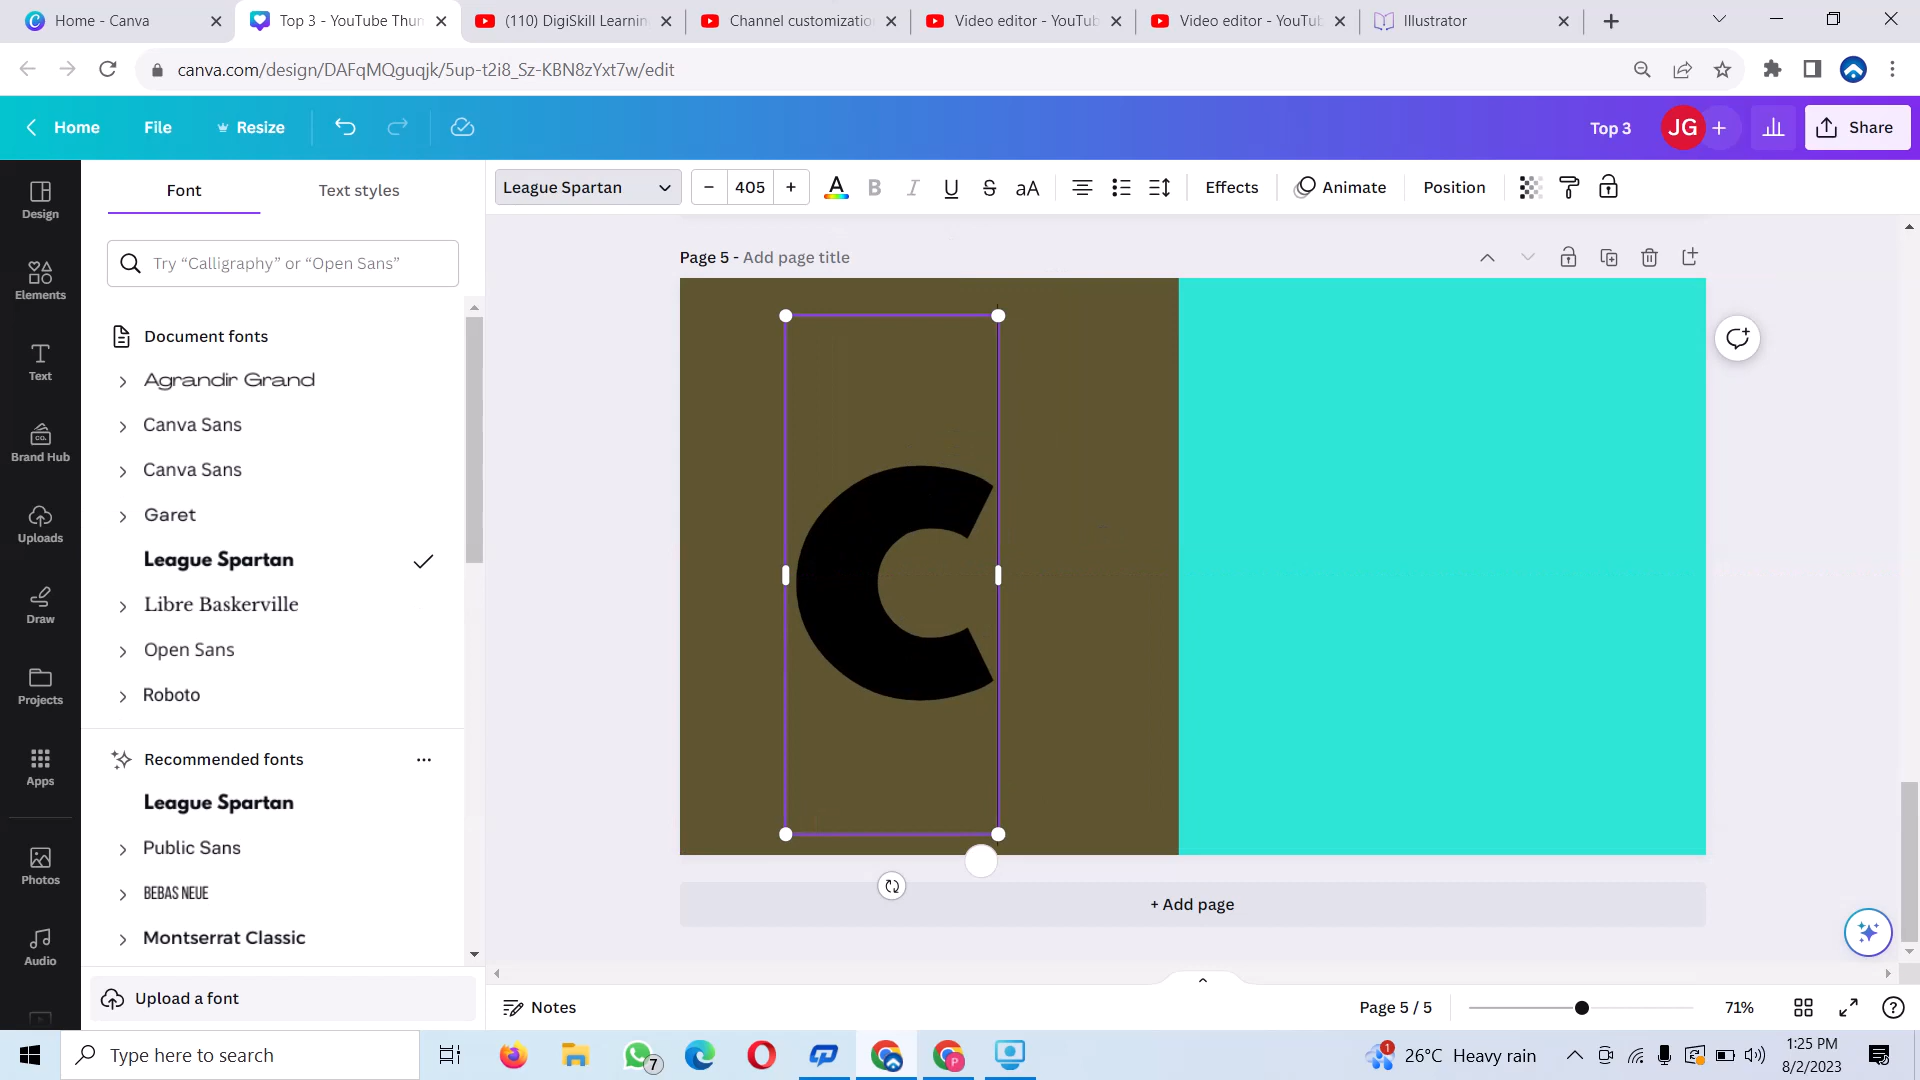 Home - Canva
Top 3 - YouTube Thun
(110) DigiSkill Learnin
Channel customizatio
Video editor - YouTub
Video editor - YouTub
Illustrator
canva.com/design/DAFqMQguqjk/5up-t2i8_Sz-KBN8zYxt7w/edit
Home
File
Resize
Top 3
JG
Share
Font
Text styles
League Spartan
405
A
B
I
U
S
aA
Effects
Animate
Position
Design
Elements
Text
Brand Hub
Uploads
Draw
Projects
Apps
Photos
Audio
Try “Calligraphy” or “Open Sans”
Document fonts
Agrandir Grand
Canva Sans
Canva Sans
Garet
League Spartan
Libre Baskerville
Open Sans
Roboto
Recommended fonts
League Spartan
Public Sans
BEBAS NEUE
Montserrat Classic
Upload a font
Page 5 - Add page title
C
+ Add page
Notes
Page 5 / 5
71%
Type here to search
7
1
26°C Heavy rain
1:25 PM
8/2/2023